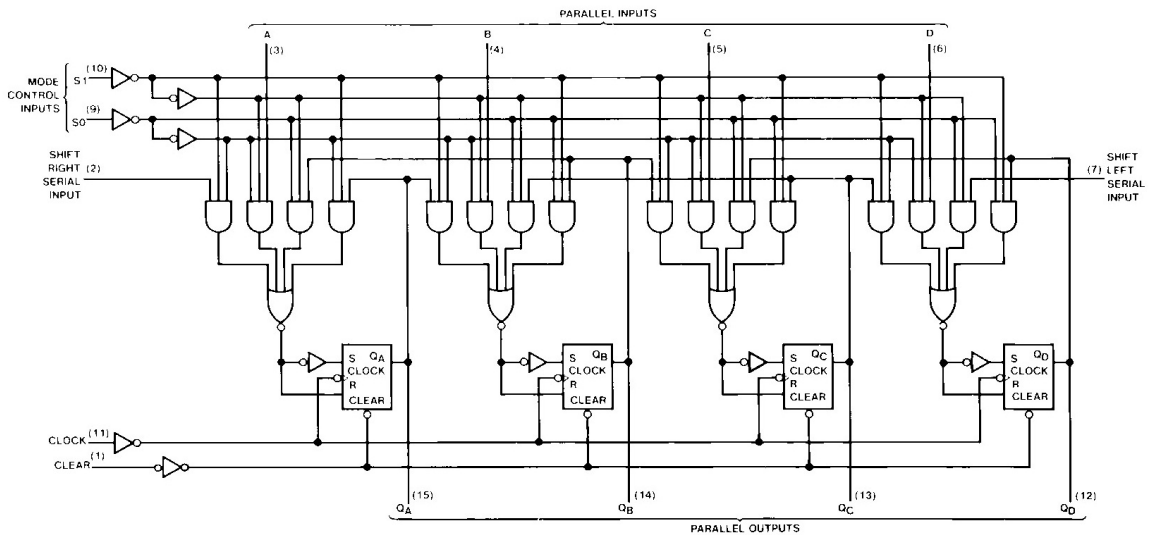 PARALLEL INPUTS
A B C D
(3) (4) (5) (6)
MODE
CONTROL
INPUTS
S1 (10)
S0 (9)
SHIFT
RIGHT (2)
SERIAL
INPUT
SHIFT
(7) LEFT
SERIAL
INPUT
S QA
CLOCK
R
CLEAR
S QB
CLOCK
R
CLEAR
S QC
CLOCK
R
CLEAR
S QD
CLOCK
R
CLEAR
CLOCK (11)
CLEAR (1)
QA (15)
QB (14)
QC (13)
QD (12)
PARALLEL OUTPUTS